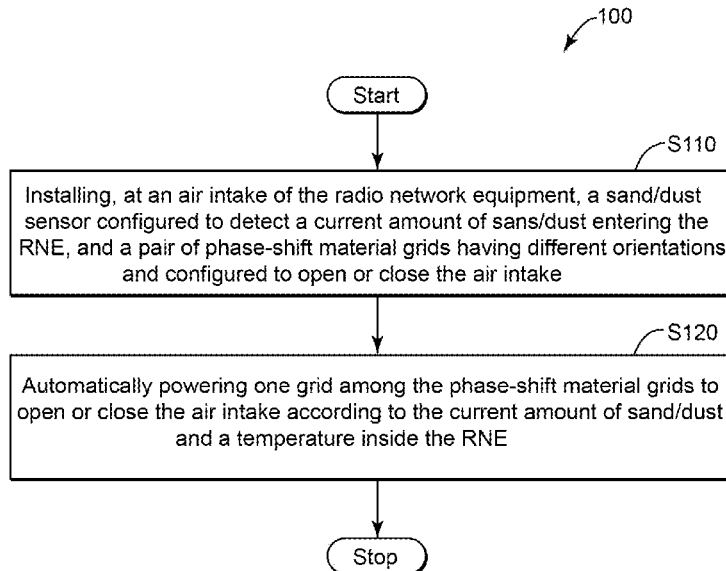 100
Start
S110
Installing, at an air intake of the radio network equipment, a sand/dust
sensor configured to detect a current amount of sans/dust entering the
RNE, and a pair of phase-shift material grids having different orientations
and configured to open or close the air intake
S120
Automatically powering one grid among the phase-shift material grids to
open or close the air intake according to the current amount of sand/dust
and a temperature inside the RNE
Stop